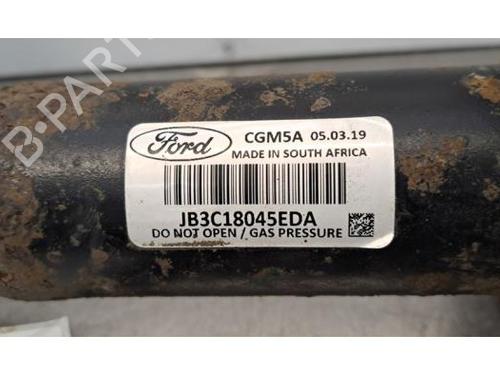 Ford CGM5A 05.03.19
MADE IN SOUTH AFRICA
JB3C18045EDA
DO NOT OPEN / GAS PRESSURE
B-PARTS